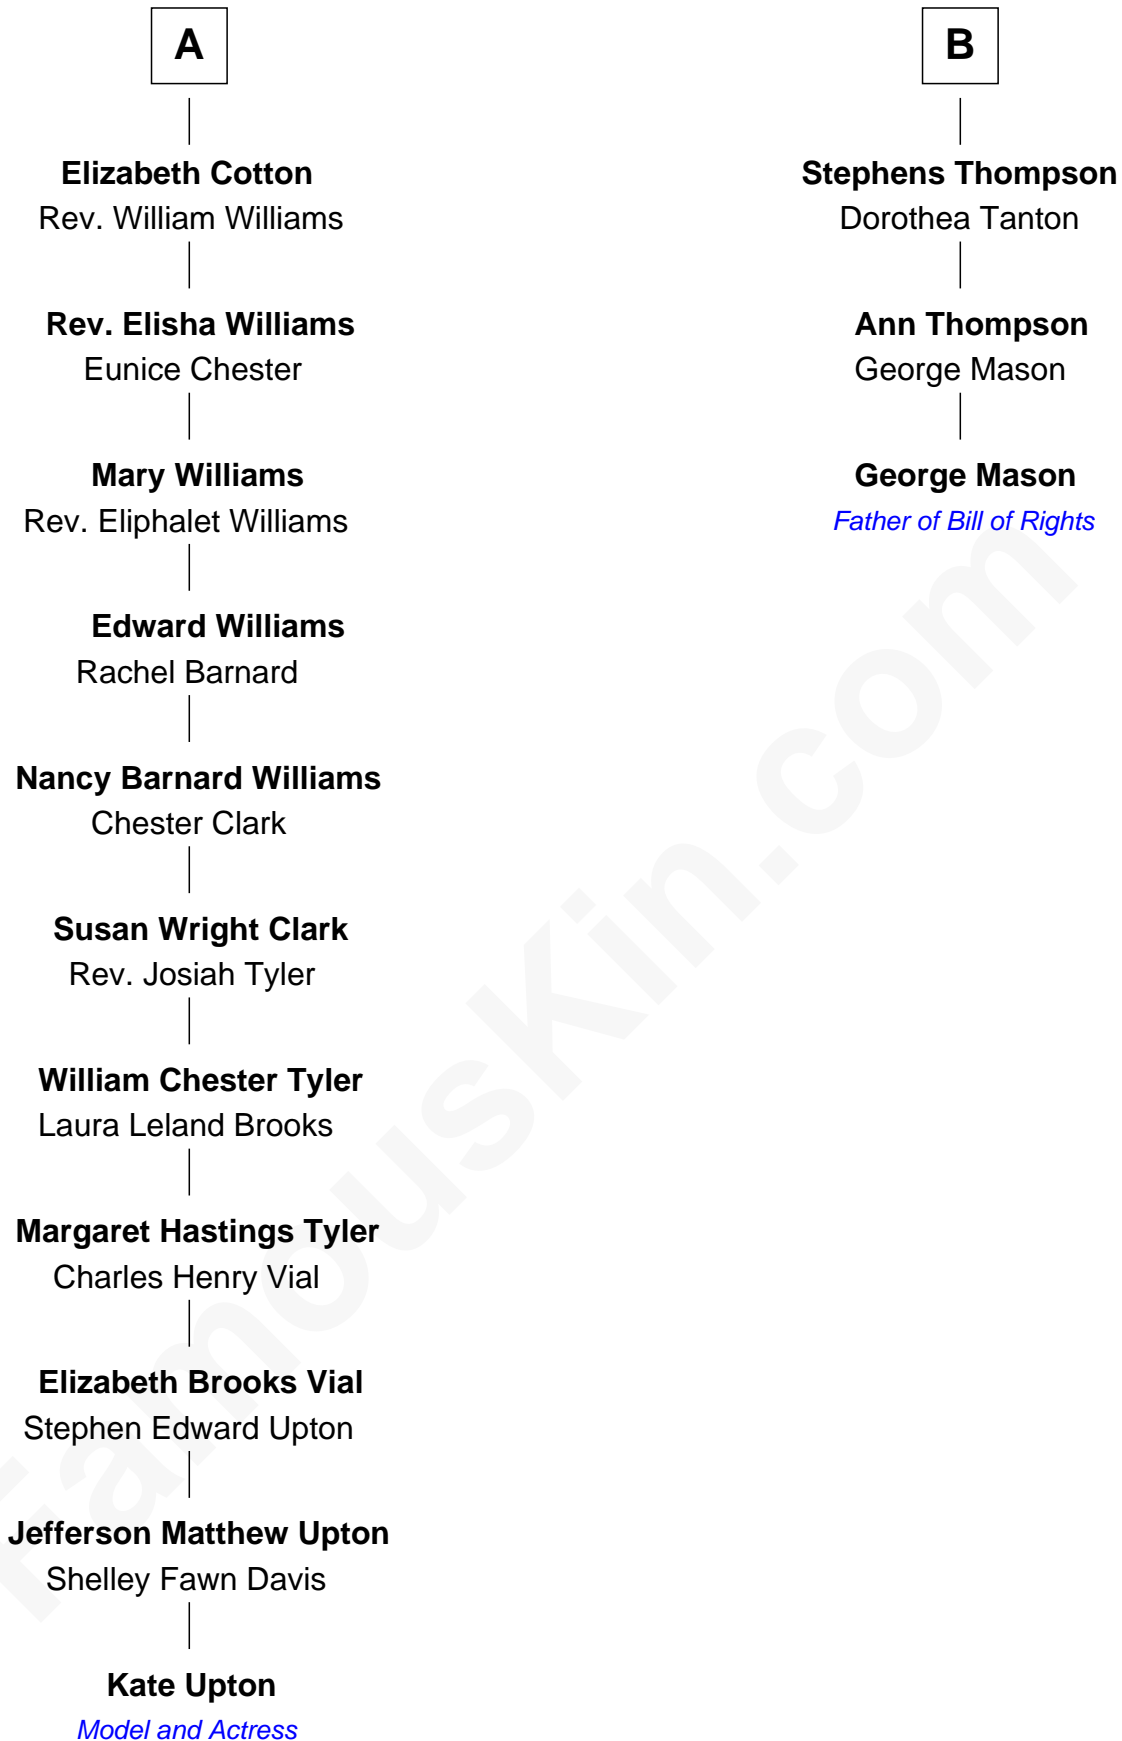 A
Elizabeth Cotton
Rev. William Williams
Rev. Elisha Williams
Eunice Chester
Mary Williams
Rev. Eliphalet Williams
Edward Williams
Rachel Barnard
Nancy Barnard Williams
Chester Clark
Susan Wright Clark
Rev. Josiah Tyler
William Chester Tyler
Laura Leland Brooks
Margaret Hastings Tyler
Charles Henry Vial
Elizabeth Brooks Vial
Stephen Edward Upton
Jefferson Matthew Upton
Shelley Fawn Davis
Kate Upton
Model and Actress
B
Stephens Thompson
Dorothea Tanton
Ann Thompson
George Mason
George Mason
Father of Bill of Rights
FamousKin.com